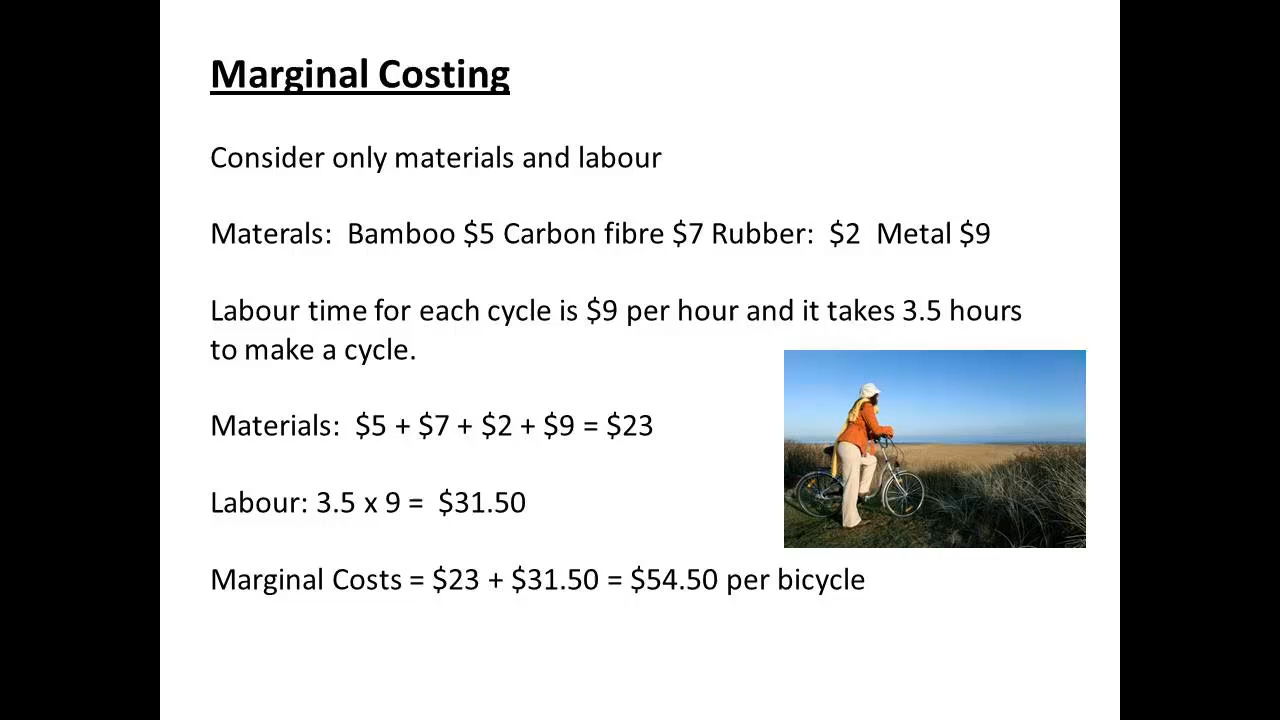 Marginal Costing
Consider only materials and labour
Materals:  Bamboo $5 Carbon fibre $7 Rubber:  $2  Metal $9
Labour time for each cycle is $9 per hour and it takes 3.5 hours
to make a cycle.
Materials:  $5 + $7 + $2 + $9 = $23
Labour: 3.5 x 9 =  $31.50
Marginal Costs = $23 + $31.50 = $54.50 per bicycle